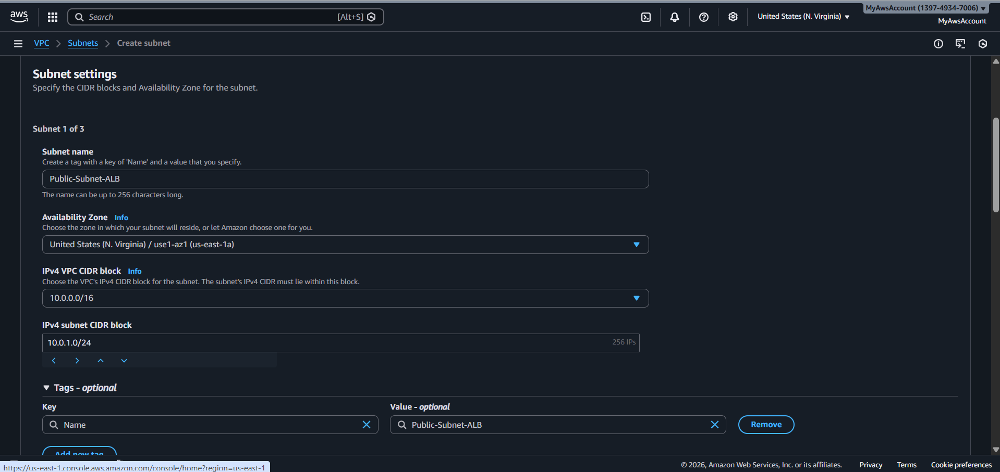 aws
Search
[Alt+S]
United States (N. Virginia)
MyAwsAccount (1397-4934-7006)
MyAwsAccount
VPC
Subnets
Create subnet
Subnet settings
Specify the CIDR blocks and Availability Zone for the subnet.
Subnet 1 of 3
Subnet name
Create a tag with a key of 'Name' and a value that you specify.
Public-Subnet-ALB
The name can be up to 256 characters long.
Availability Zone Info
Choose the zone in which your subnet will reside, or let Amazon choose one for you.
United States (N. Virginia) / use1-az1 (us-east-1a)
IPv4 VPC CIDR block Info
Choose the VPC's IPv4 CIDR block for the subnet. The subnet's IPv4 CIDR must lie within this block.
10.0.0.0/16
IPv4 subnet CIDR block
10.0.1.0/24
256 IPs
Tags - optional
Key
Value - optional
Name
Public-Subnet-ALB
Remove
Add new tag
https://us-east-1.console.aws.amazon.com/console/home?region=us-east-1
© 2026, Amazon Web Services, Inc. or its affiliates.
Privacy
Terms
Cookie preferences